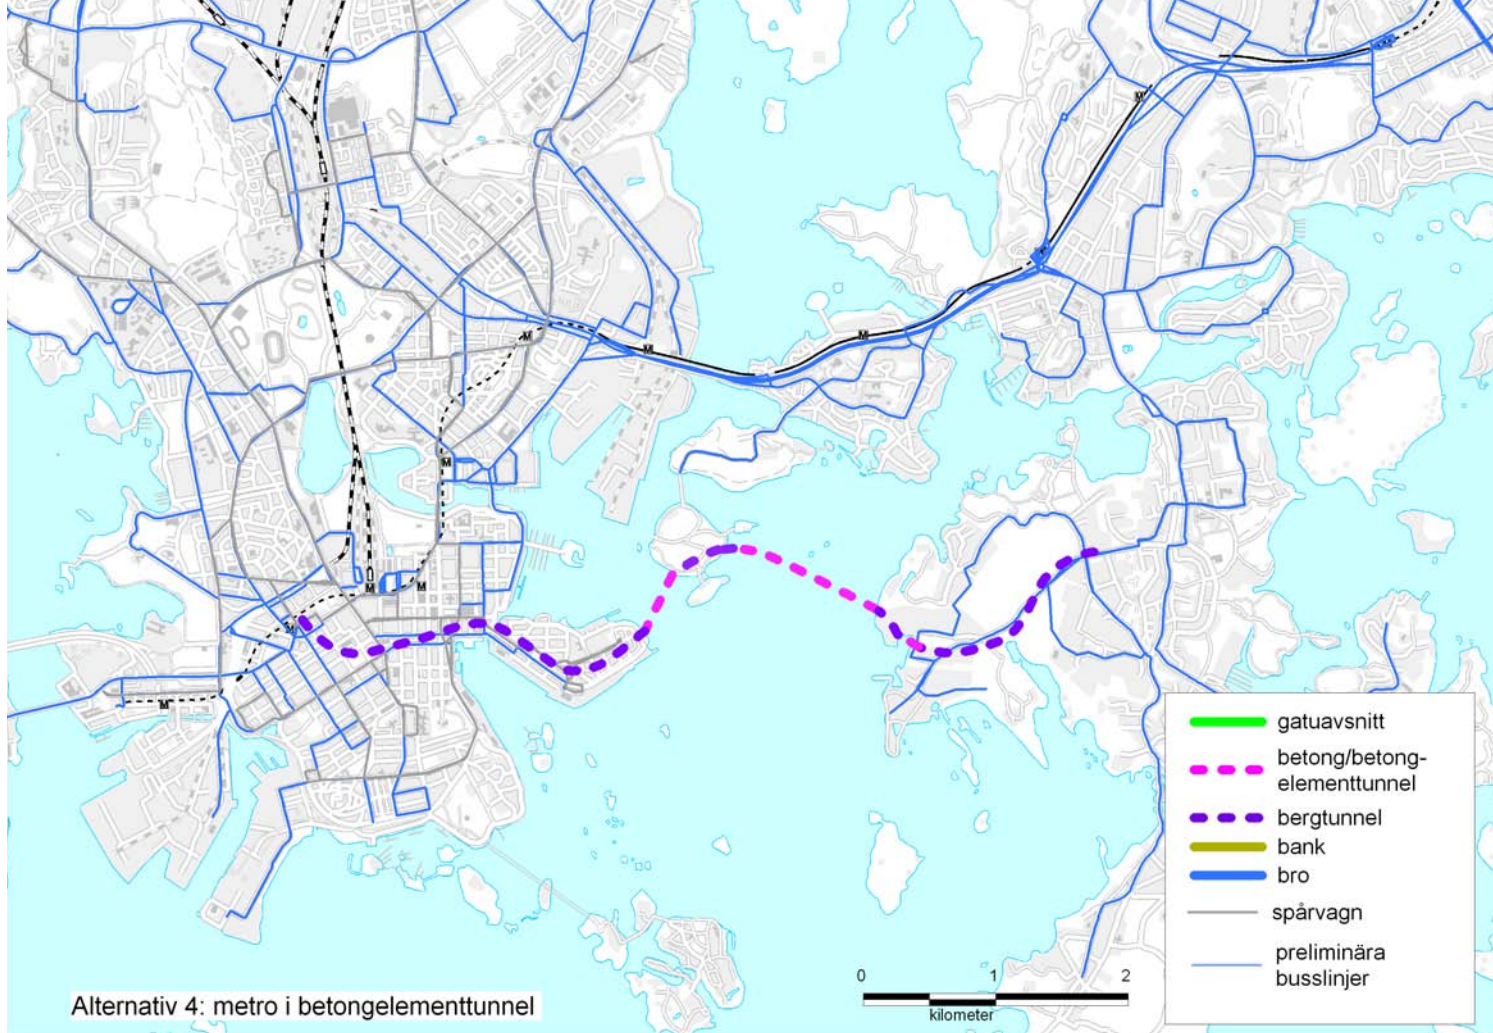 M
M
M
M
M
M
M
M
M
gatuavsnitt
betong/betong-
elementtunnel
bergtunnel
bank
bro
spårvagn
preliminära
busslinjer
0 1 2
kilometer
Alternativ 4: metro i betongelementtunnel